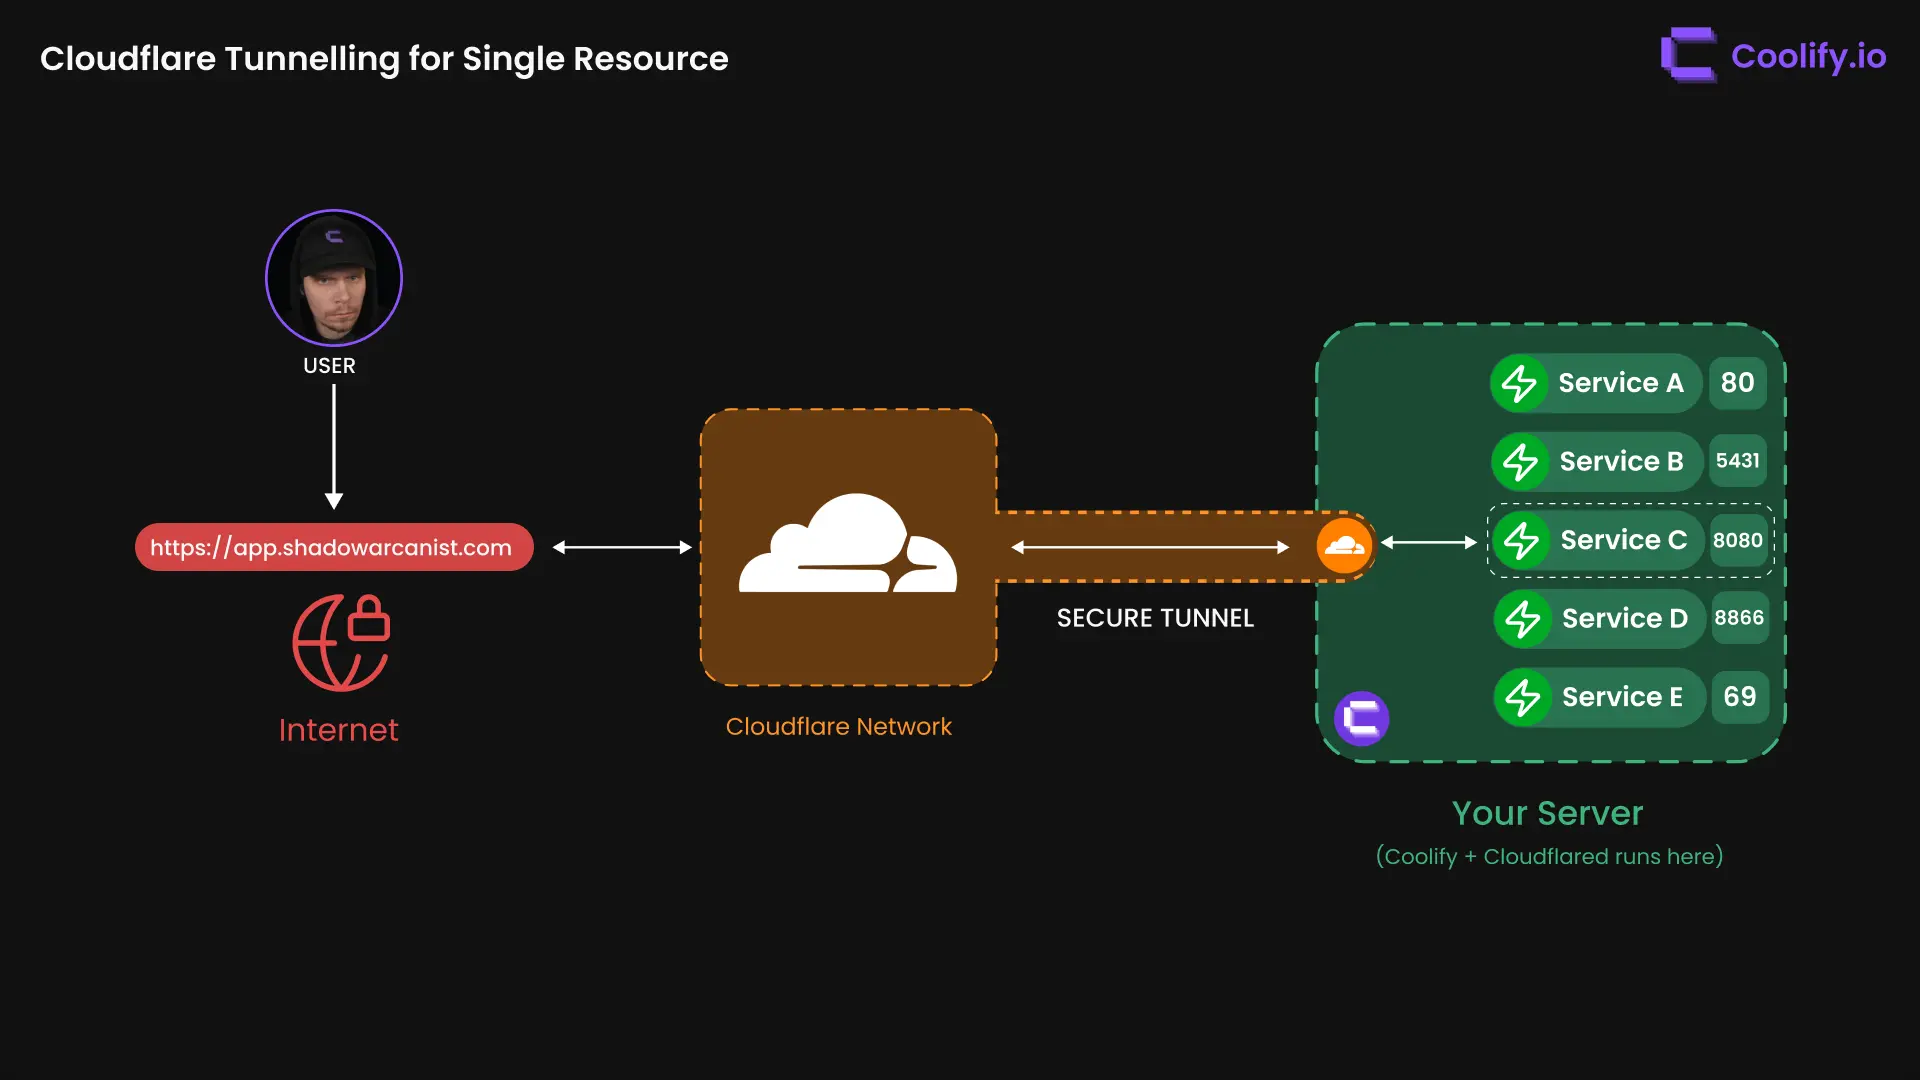 Cloudflare Tunnelling for Single Resource
Coolify.io
USER
https://app.shadowarcanist.com
Internet
Cloudflare Network
SECURE TUNNEL
Service A 80
Service B 5431
Service C 8080
Service D 8866
Service E 69
Your Server
(Coolify + Cloudflared runs here)